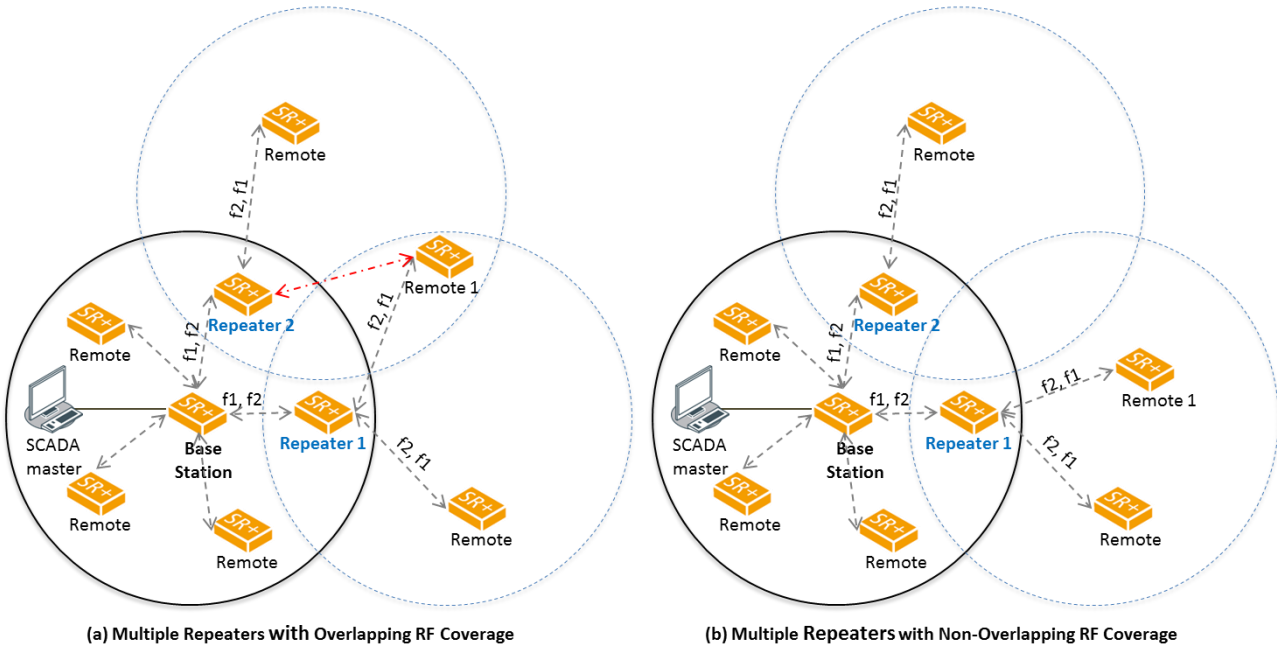 SR+
Remote
f2, f1
SR+
Repeater 2
SR+
Remote 1
SR+
Remote
f1, f2
f2, f1
SCADA
master
SR+
Base
Station
f1, f2
SR+
Repeater 1
f2, f1
SR+
Remote
SR+
Remote
SR+
Remote
(a) Multiple Repeaters with Overlapping RF Coverage
SR+
Remote
f2, f1
SR+
Repeater 2
SR+
Remote
f1, f2
SCADA
master
SR+
Base
Station
f1, f2
SR+
Repeater 1
f2, f1
SR+
Remote 1
f2, f1
SR+
Remote
SR+
Remote
SR+
Remote
(b) Multiple Repeaters with Non-Overlapping RF Coverage